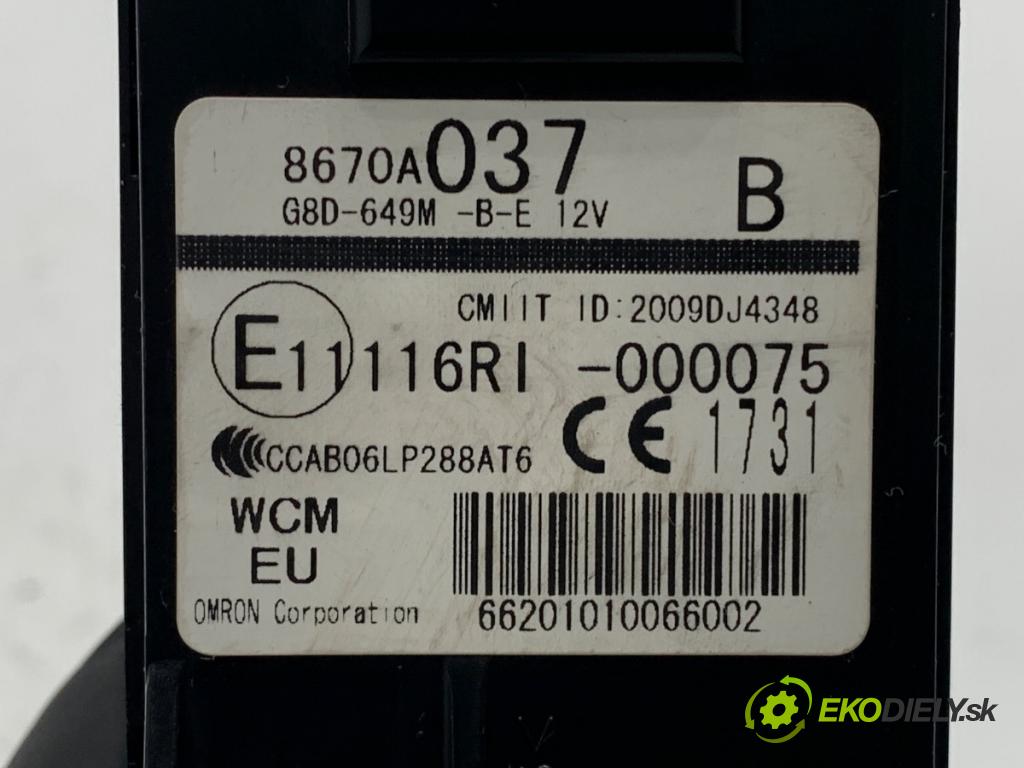 8670A037
B
G8D-649M -B-E 12V
CMIIT ID:2009DJ4348
E11 116RI -000075
CCAB06LP288AT6
CE 1731
WCM
EU
OMRON Corporation
66201010066002
EKODIELY.sk